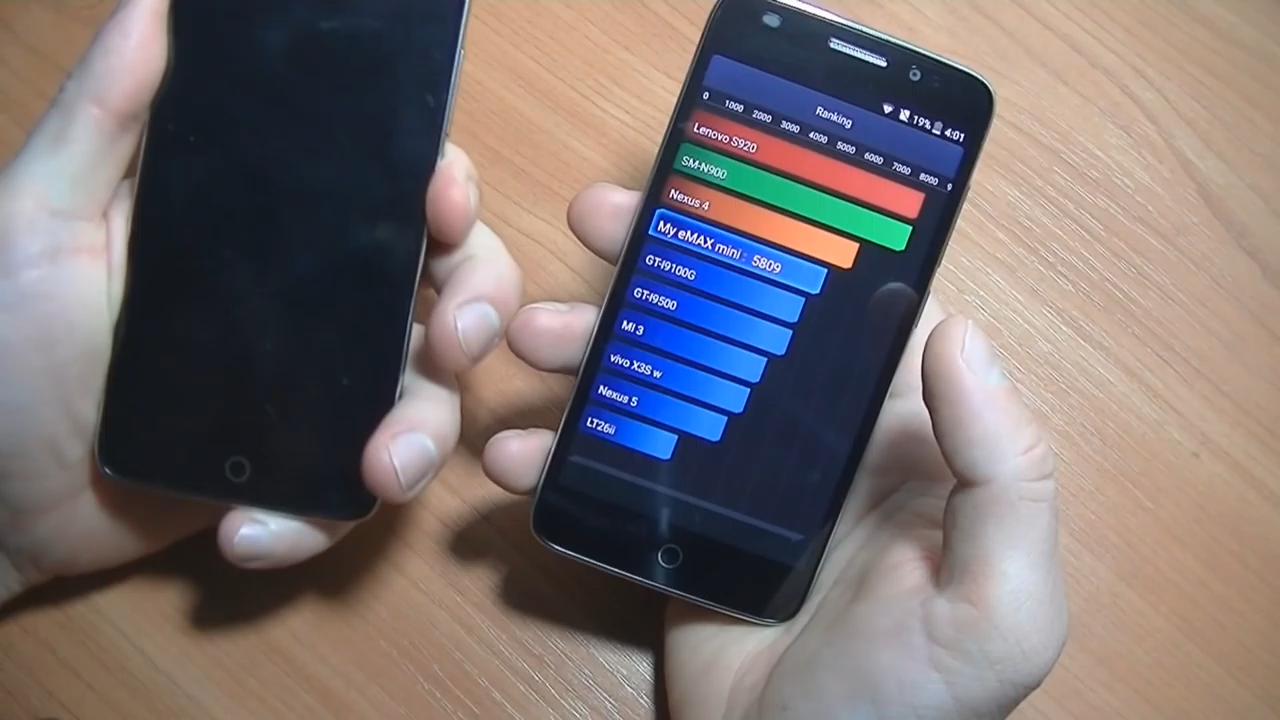 19% 4:01
Ranking
0 1000 2000 3000 4000 5000 6000 7000 8000 9
Lenovo S920
SM-N900
Nexus 4
My eMAX mini : 5809
GT-I9100G
GT-I9500
MI 3
vivo X3S w
Nexus 5
LT26ii